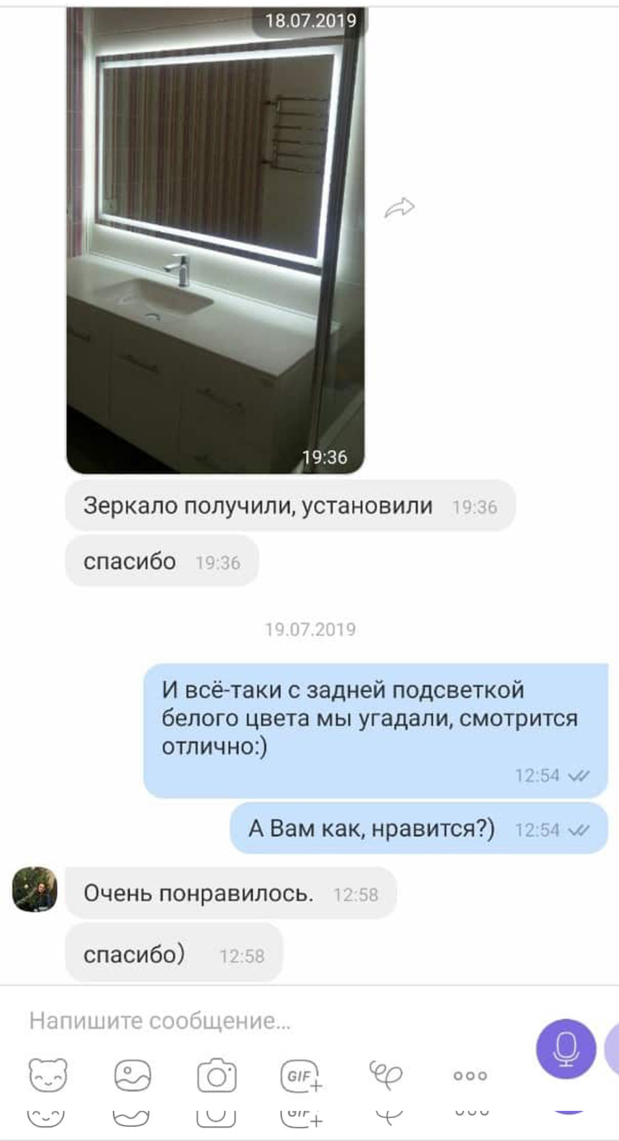 18.07.2019
19:36
Зеркало получили, установили 19:36
спасибо 19:36
19.07.2019
И всё-таки с задней подсветкой
белого цвета мы угадали, смотрится
отлично:)
12:54
А Вам как, нравится?) 12:54
Очень понравилось. 12:58
спасибо) 12:58
Напишите сообщение...
GIF